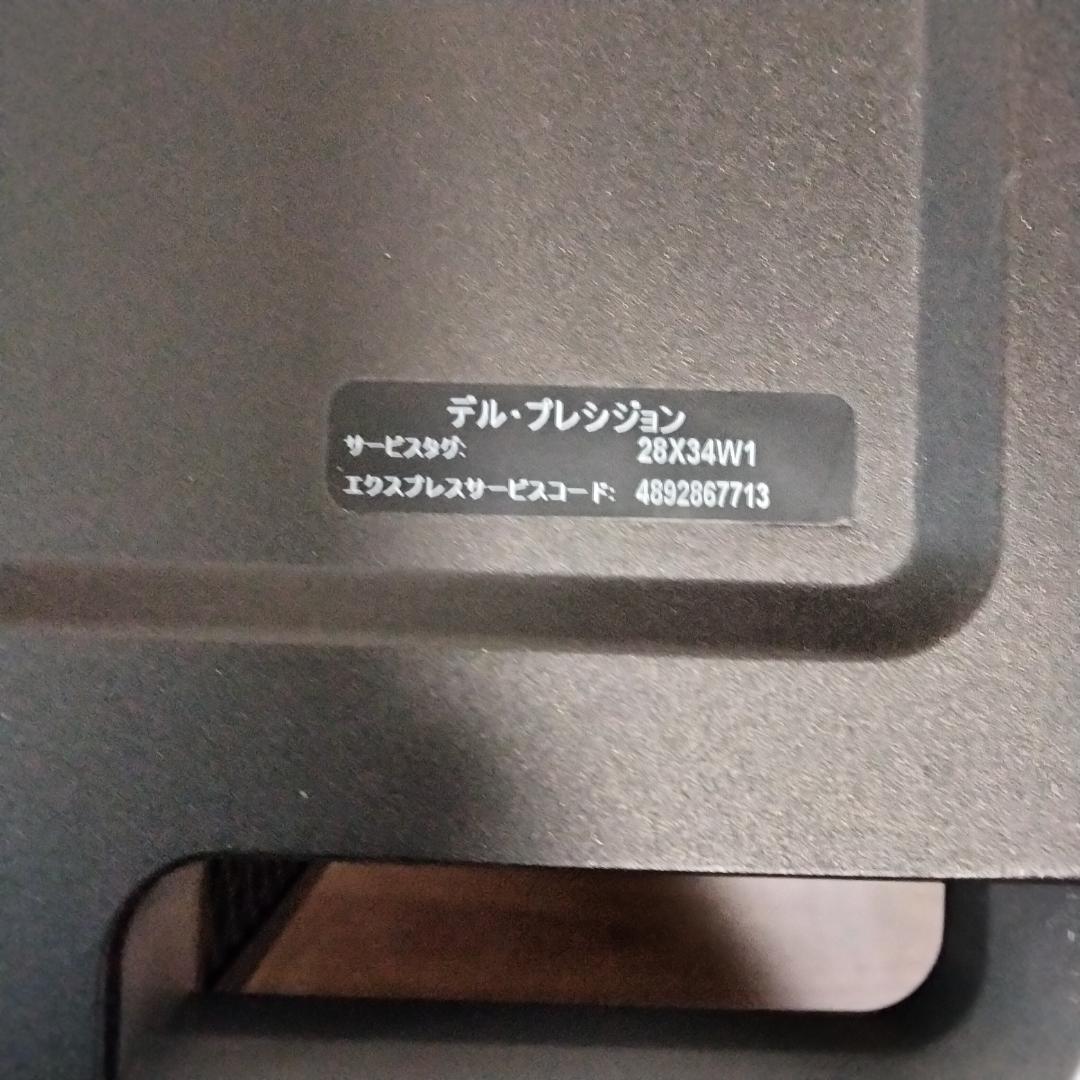 デル・プレシジョン
サービスタグ: 28X34W1
エクスプレスサービスコード: 4892867713